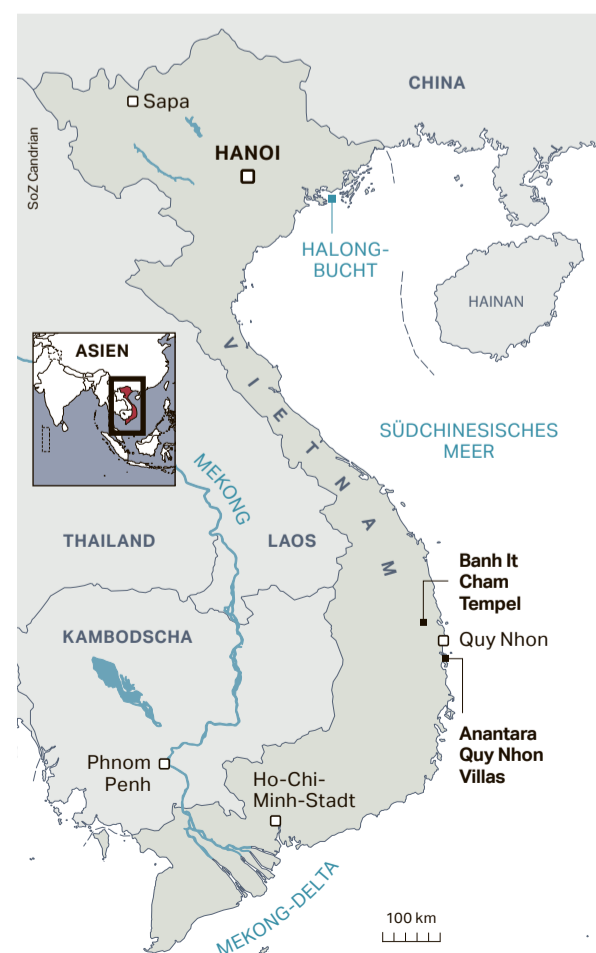 CHINA
Sapa
HANOI
SoZ Candrian
HALONG-
BUCHT
HAINAN
VIETNAM
ASIEN
SÜDCHINESISCHES
MEER
MEKONG
THAILAND
LAOS
Banh It
Cham
Tempel
KAMBODSCHA
Quy Nhon
Anantara
Quy Nhon
Villas
Phnom
Penh
Ho-Chi-
Minh-Stadt
MEKONG-DELTA
100 km